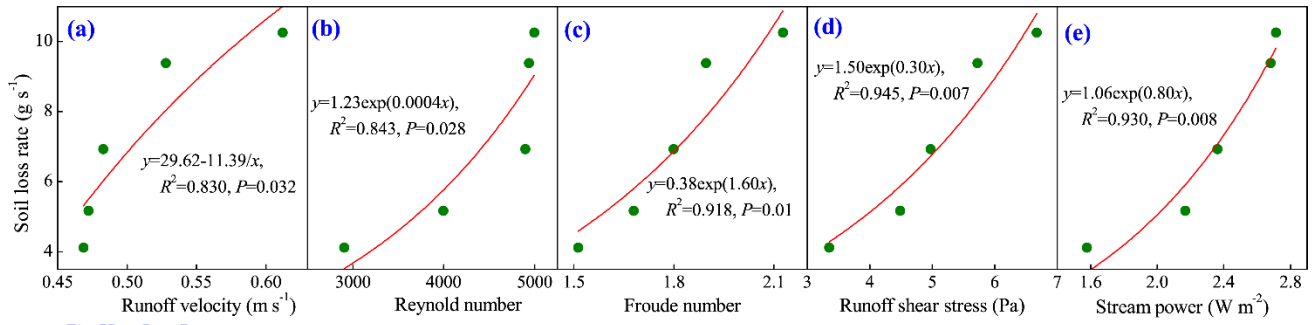 (a)
(b)
(c)
(d)
(e)
Soil loss rate (g s⁻¹)
10
8
6
4
y=29.62-11.39/x,
R²=0.830, P=0.032
y=1.23exp(0.0004x),
R²=0.843, P=0.028
y=0.38exp(1.60x),
R²=0.918, P=0.01
y=1.50exp(0.30x),
R²=0.945, P=0.007
y=1.06exp(0.80x),
R²=0.930, P=0.008
0.45 0.50 0.55 0.60
3000 4000 5000
1.5 1.8 2.1
3 4 5 6 7
1.6 2.0 2.4 2.8
Runoff velocity (m s⁻¹)
Reynold number
Froude number
Runoff shear stress (Pa)
Stream power (W m⁻²)